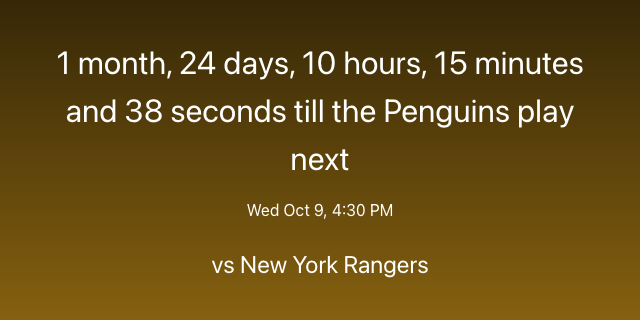 1 month, 24 days, 10 hours, 15 minutes
and 38 seconds till the Penguins play
next
Wed Oct 9, 4:30 PM
vs New York Rangers